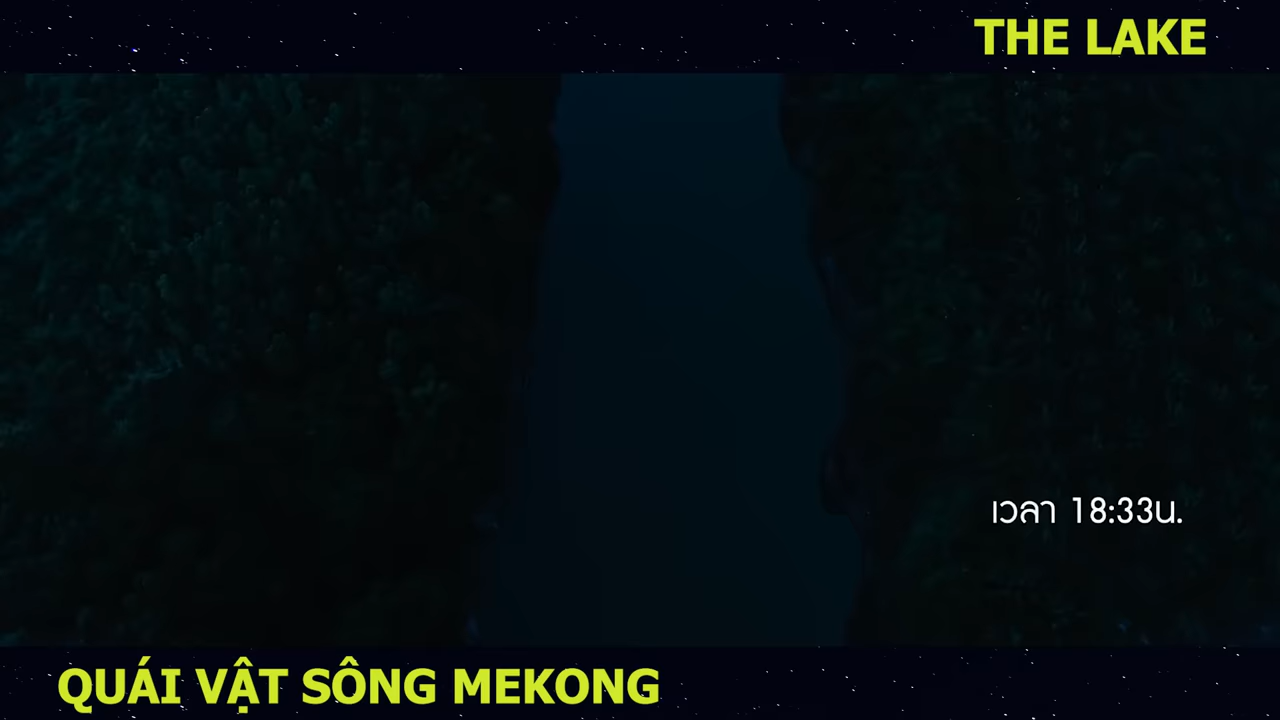 THE LAKE
เวลา 18:33น.
QUÁI VẬT SÔNG MEKONG